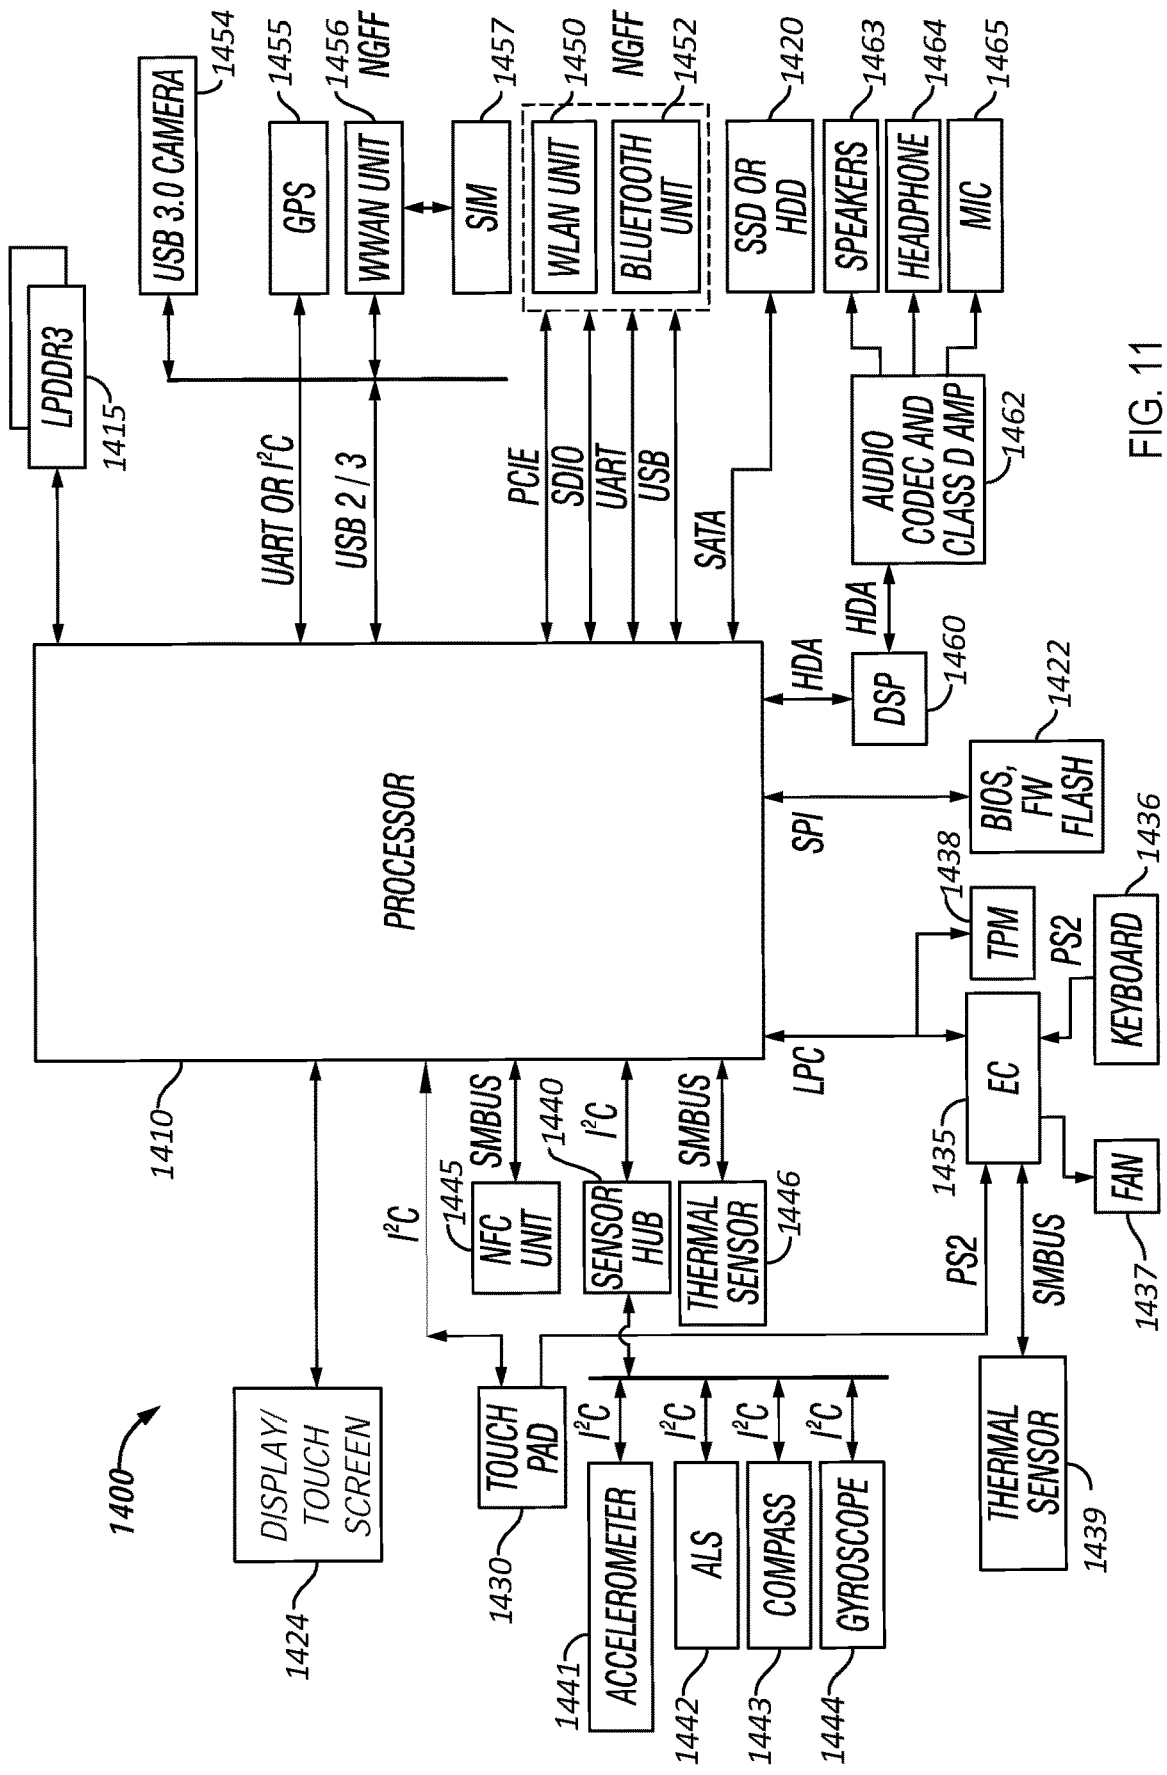 1400
DISPLAY/
TOUCH
SCREEN
1424
1410
PROCESSOR
LPDDR3
1415
USB 3.0 CAMERA
1454
UART OR I²C
GPS
1455
USB 2 / 3
WWAN UNIT
1456
NGFF
SIM
1457
PCIE
SDIO
UART
USB
WLAN UNIT
1450
NGFF
BLUETOOTH
UNIT
1452
SATA
SSD OR
HDD
1420
SPEAKERS
1463
HEADPHONE
1464
MIC
1465
AUDIO
CODEC AND
CLASS D AMP
1462
HDA
HDA
DSP
1460
SPI
BIOS,
FW
FLASH
1422
LPC
TPM
1438
EC
1435
PS2
KEYBOARD
1436
FAN
1437
PS2
SMBUS
THERMAL
SENSOR
1439
I²C
TOUCH
PAD
1430
SMBUS
NFC
UNIT
1445
I²C
SENSOR
HUB
1440
SMBUS
THERMAL
SENSOR
1446
I²C
ACCELEROMETER
1441
I²C
ALS
1442
I²C
COMPASS
1443
I²C
GYROSCOPE
1444
FIG. 11